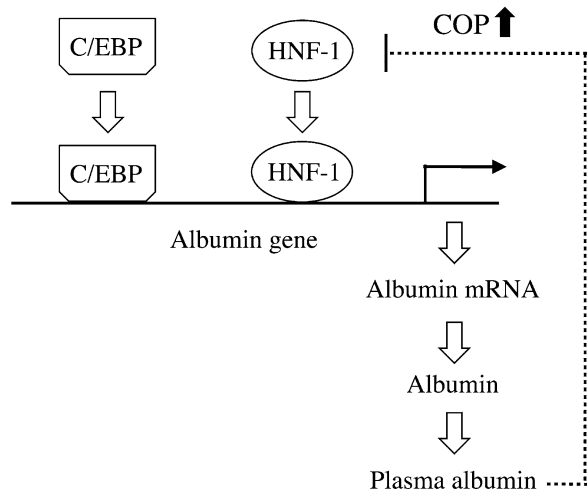 C/EBP
HNF-1
COP
C/EBP
HNF-1
Albumin gene
Albumin mRNA
Albumin
Plasma albumin